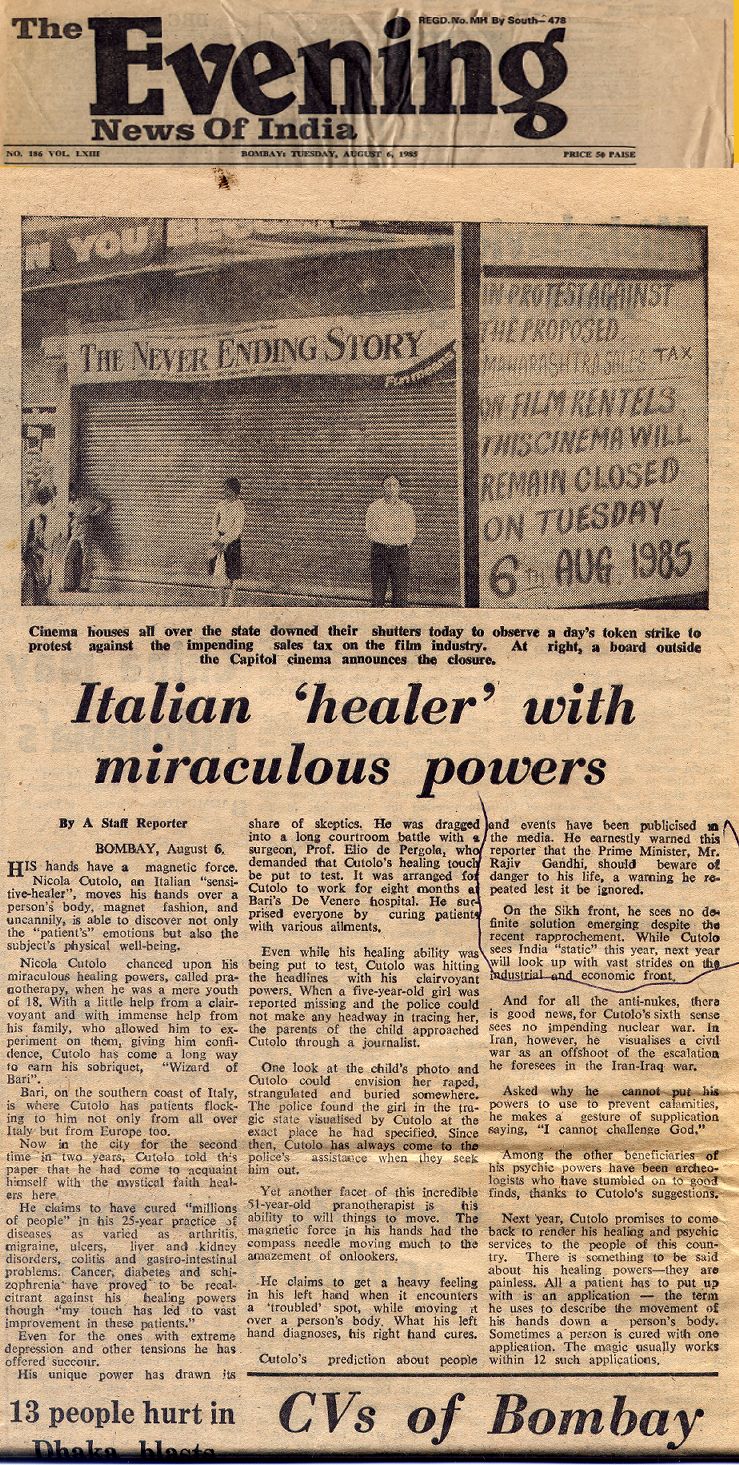 REGD. No. MH By South— 478
The Evening
News Of India
NO. 186 VOL. LXIII BOMBAY: TUESDAY, AUGUST 6, 1985 PRICE 50 PAISE
N YOU
THE NEVER ENDING STORY
IN PROTEST AGAINST
THE PROPOSED
MAHARASHTRA SALES TAX
ON FILM RENTELS
THIS CINEMA WILL
REMAIN CLOSED
ON TUESDAY-
6TH AUG. 1985
Cinema houses all over the state downed their shutters today to observe a day's token strike to
protest against the impending sales tax on the film industry. At right, a board outside
the Capitol cinema announces the closure.
Italian ‘healer’ with
miraculous powers
By A Staff Reporter
BOMBAY, August 6.
HIS hands have a magnetic force.
Nicola Cutolo, an Italian “sensi-
tive-healer”, moves his hands over a
person's body, magnet fashion, and
uncannily, is able to discover not only
the “patient's” emotions but also the
subject's physical well-being.
Nicola Cutolo chanced upon his
miraculous healing powers, called pra-
notherapy, when he was a mere youth
of 18. With a little help from a clair-
voyant and with immense help from
his family, who allowed him to ex-
periment on them, giving him confi-
dence, Cutolo has come a long way
to earn his sobriquet, “Wizard of
Bari”.
Bari, on the southern coast of Italy,
is where Cutolo has patients flock-
ing to him not only from all over
Italy but from Europe too.
Now in the city for the second
time in two years, Cutolo told this
paper that he had come to acquaint
himself with the mystical faith heal-
ers here.
He claims to have cured “millions
of people” in his 25-year practice of
diseases as varied as arthritis,
migraine, ulcers, liver and kidney
disorders, colitis and gastro-intestinal
problems. Cancer, diabetes and schi-
zophrenia have proved to be recal-
citrant against his healing powers
though “my touch has led to vast
improvement in these patients.”
Even for the ones with extreme
depression and other tensions he has
offered succour.
His unique power has drawn its
share of skeptics. He was dragged
into a long courtroom battle with a
surgeon, Prof. Elio de Pergola, who
demanded that Cutolo's healing touch
be put to test. It was arranged for
Cutolo to work for eight months at
Bari's De Venere hospital. He sur-
prised everyone by curing patients
with various ailments.
Even while his healing ability was
being put to test, Cutolo was hitting
the headlines with his clairvoyant
powers. When a five-year-old girl was
reported missing and the police could
not make any headway in tracing her,
the parents of the child approached
Cutolo through a journalist.
One look at the child's photo and
Cutolo could envision her raped,
strangulated and buried somewhere.
The police found the girl in the tra-
gic state visualised by Cutolo at the
exact place he had specified. Since
then, Cutolo has always come to the
police's assistance when they seek
him out.
Yet another facet of this incredible
51-year-old pranotherapist is his
ability to will things to move. The
magnetic force in his hands had the
compass needle moving much to the
amazement of onlookers.
He claims to get a heavy feeling
in his left hand when it encounters
a ‘troubled’ spot, while moving it
over a person's body. What his left
hand diagnoses, his right hand cures.
Cutolo's prediction about people
and events have been publicised in
the media. He earnestly warned this
reporter that the Prime Minister, Mr.
Rajiv Gandhi, should beware of
danger to his life, a warning he re-
peated lest it be ignored.
On the Sikh front, he sees no de-
finite solution emerging despite the
recent rapprochement. While Cutolo
sees India “static” this year, next year
will look up with vast strides on the
industrial and economic front.
And for all the anti-nukes, there
is good news, for Cutolo's sixth sense
sees no impending nuclear war. In
Iran, however, he visualises a civil
war as an offshoot of the escalation
he foresees in the Iran-Iraq war.
Asked why he cannot put his
powers to use to prevent calamities,
he makes a gesture of supplication
saying, “I cannot challenge God.”
Among the other beneficiaries of
his psychic powers have been archeo-
logists who have stumbled on to good
finds, thanks to Cutolo's suggestions.
Next year, Cutolo promises to come
back to render his healing and psychic
services to the people of this coun-
try. There is something to be said
about his healing powers—they are
painless. All a patient has to put up
with is an application — the term
he uses to describe the movement of
his hands down a person's body.
Sometimes a person is cured with one
application. The magic usually works
within 12 such applications.
13 people hurt in
Dhaka blasts
CVs of Bombay